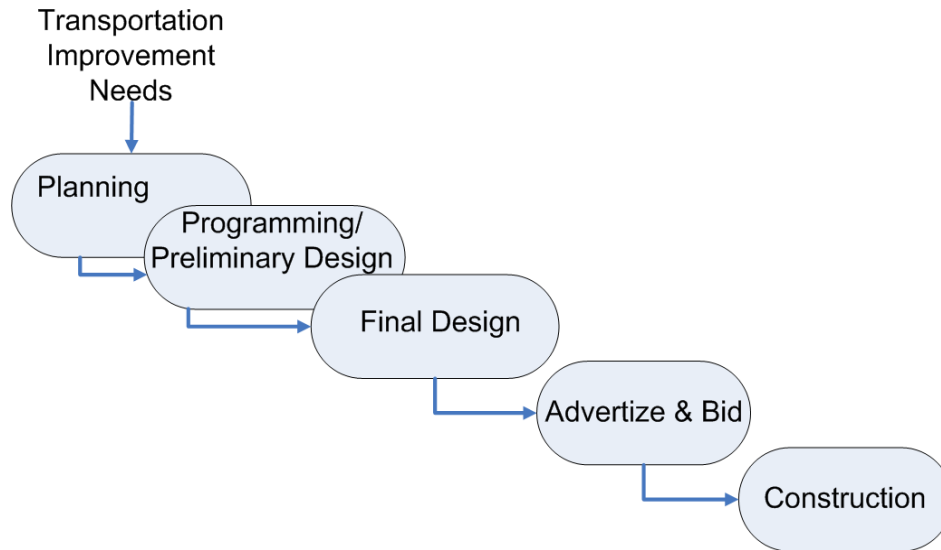 Transportation
Improvement
Needs
Planning
Programming/
Preliminary Design
Final Design
Advertize & Bid
Construction